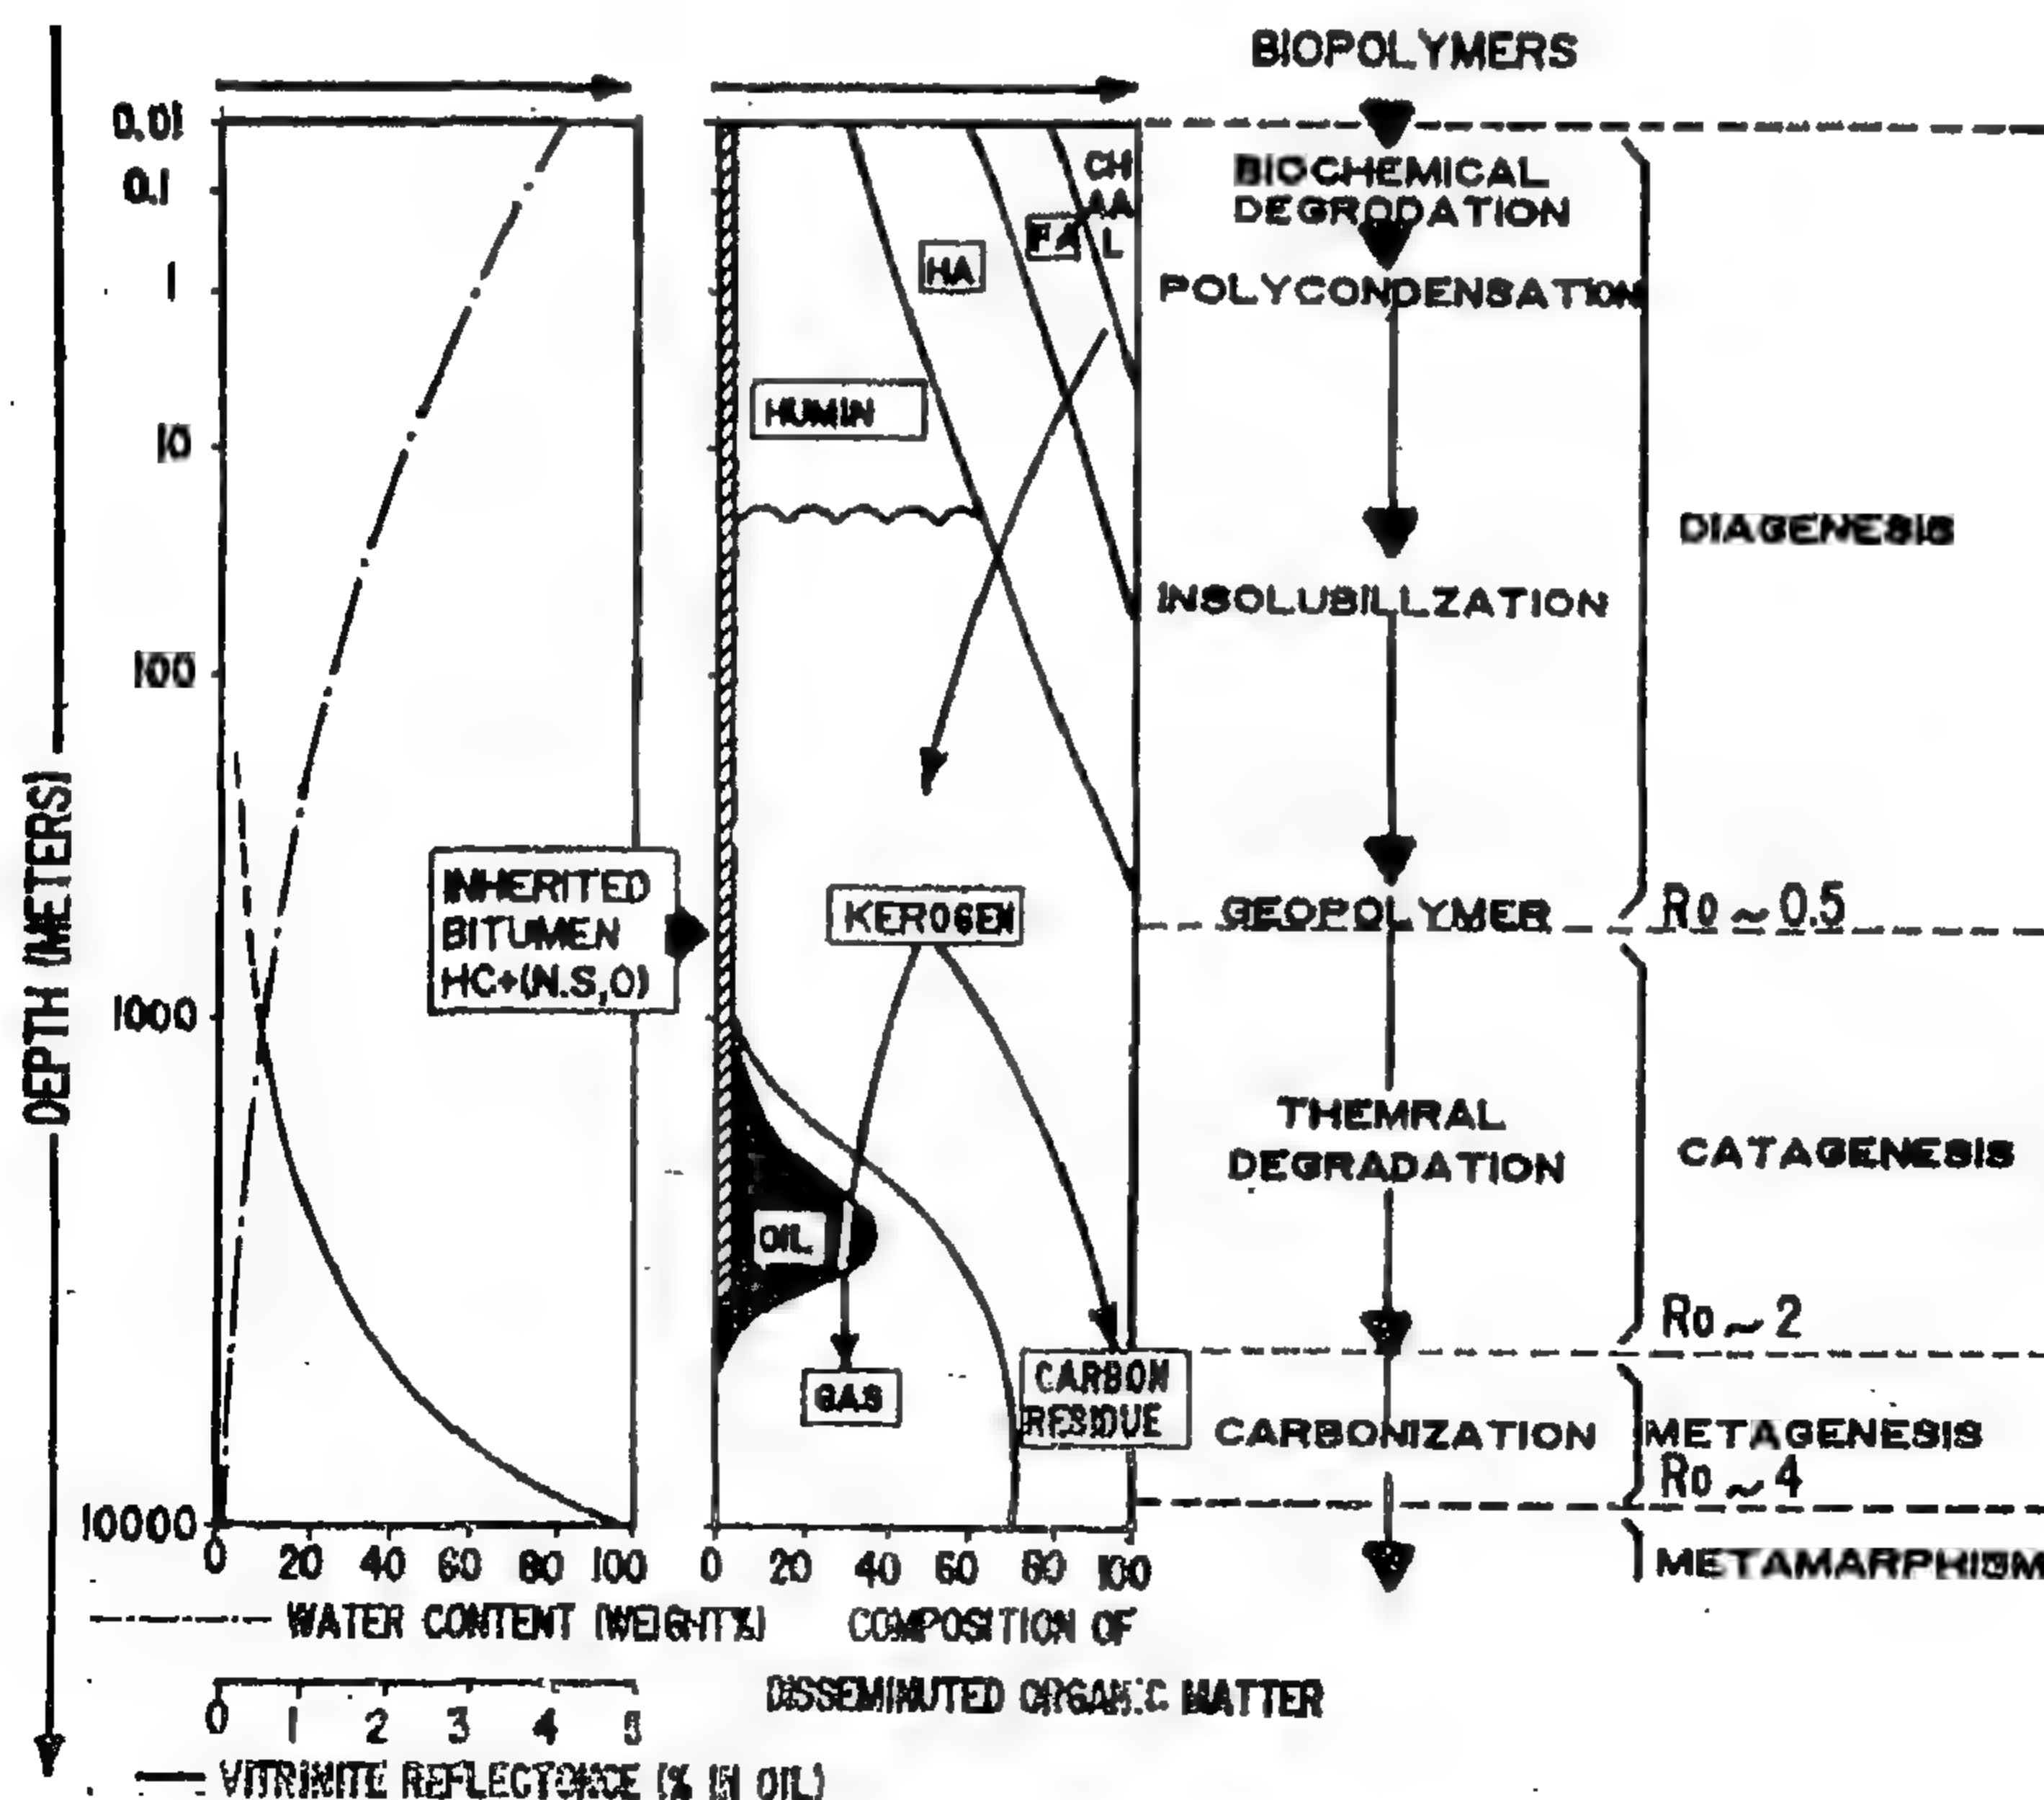 BIOPOLYMERS
0.01
0.1
1
10
100
1000
10000
DEPTH (METERS)
CH
AA
L
FA
HA
HUMIN
INHERITED
BITUMEN
HC+(N.S,O)
KEROGEN
OIL
GAS
CARBON
RESIDUE
BIOCHEMICAL
DEGRODATION
POLYCONDENSATION
INSOLUBILLZATION
GEOPOLYMER
THEMRAL
DEGRADATION
CARBONIZATION
DIAGENESIS
Ro ~ 0.5
CATAGENESIS
Ro ~ 2
METAGENESIS
Ro ~ 4
METAMARPHISM
0 20 40 60 80 100
0 20 40 60 80 100
WATER CONTENT (WEIGHT%)
COMPOSITION OF
DISSEMINUTED ORGANIC MATTER
0 1 2 3 4 5
VITRINITE REFLECTONCE (% IN OIL)